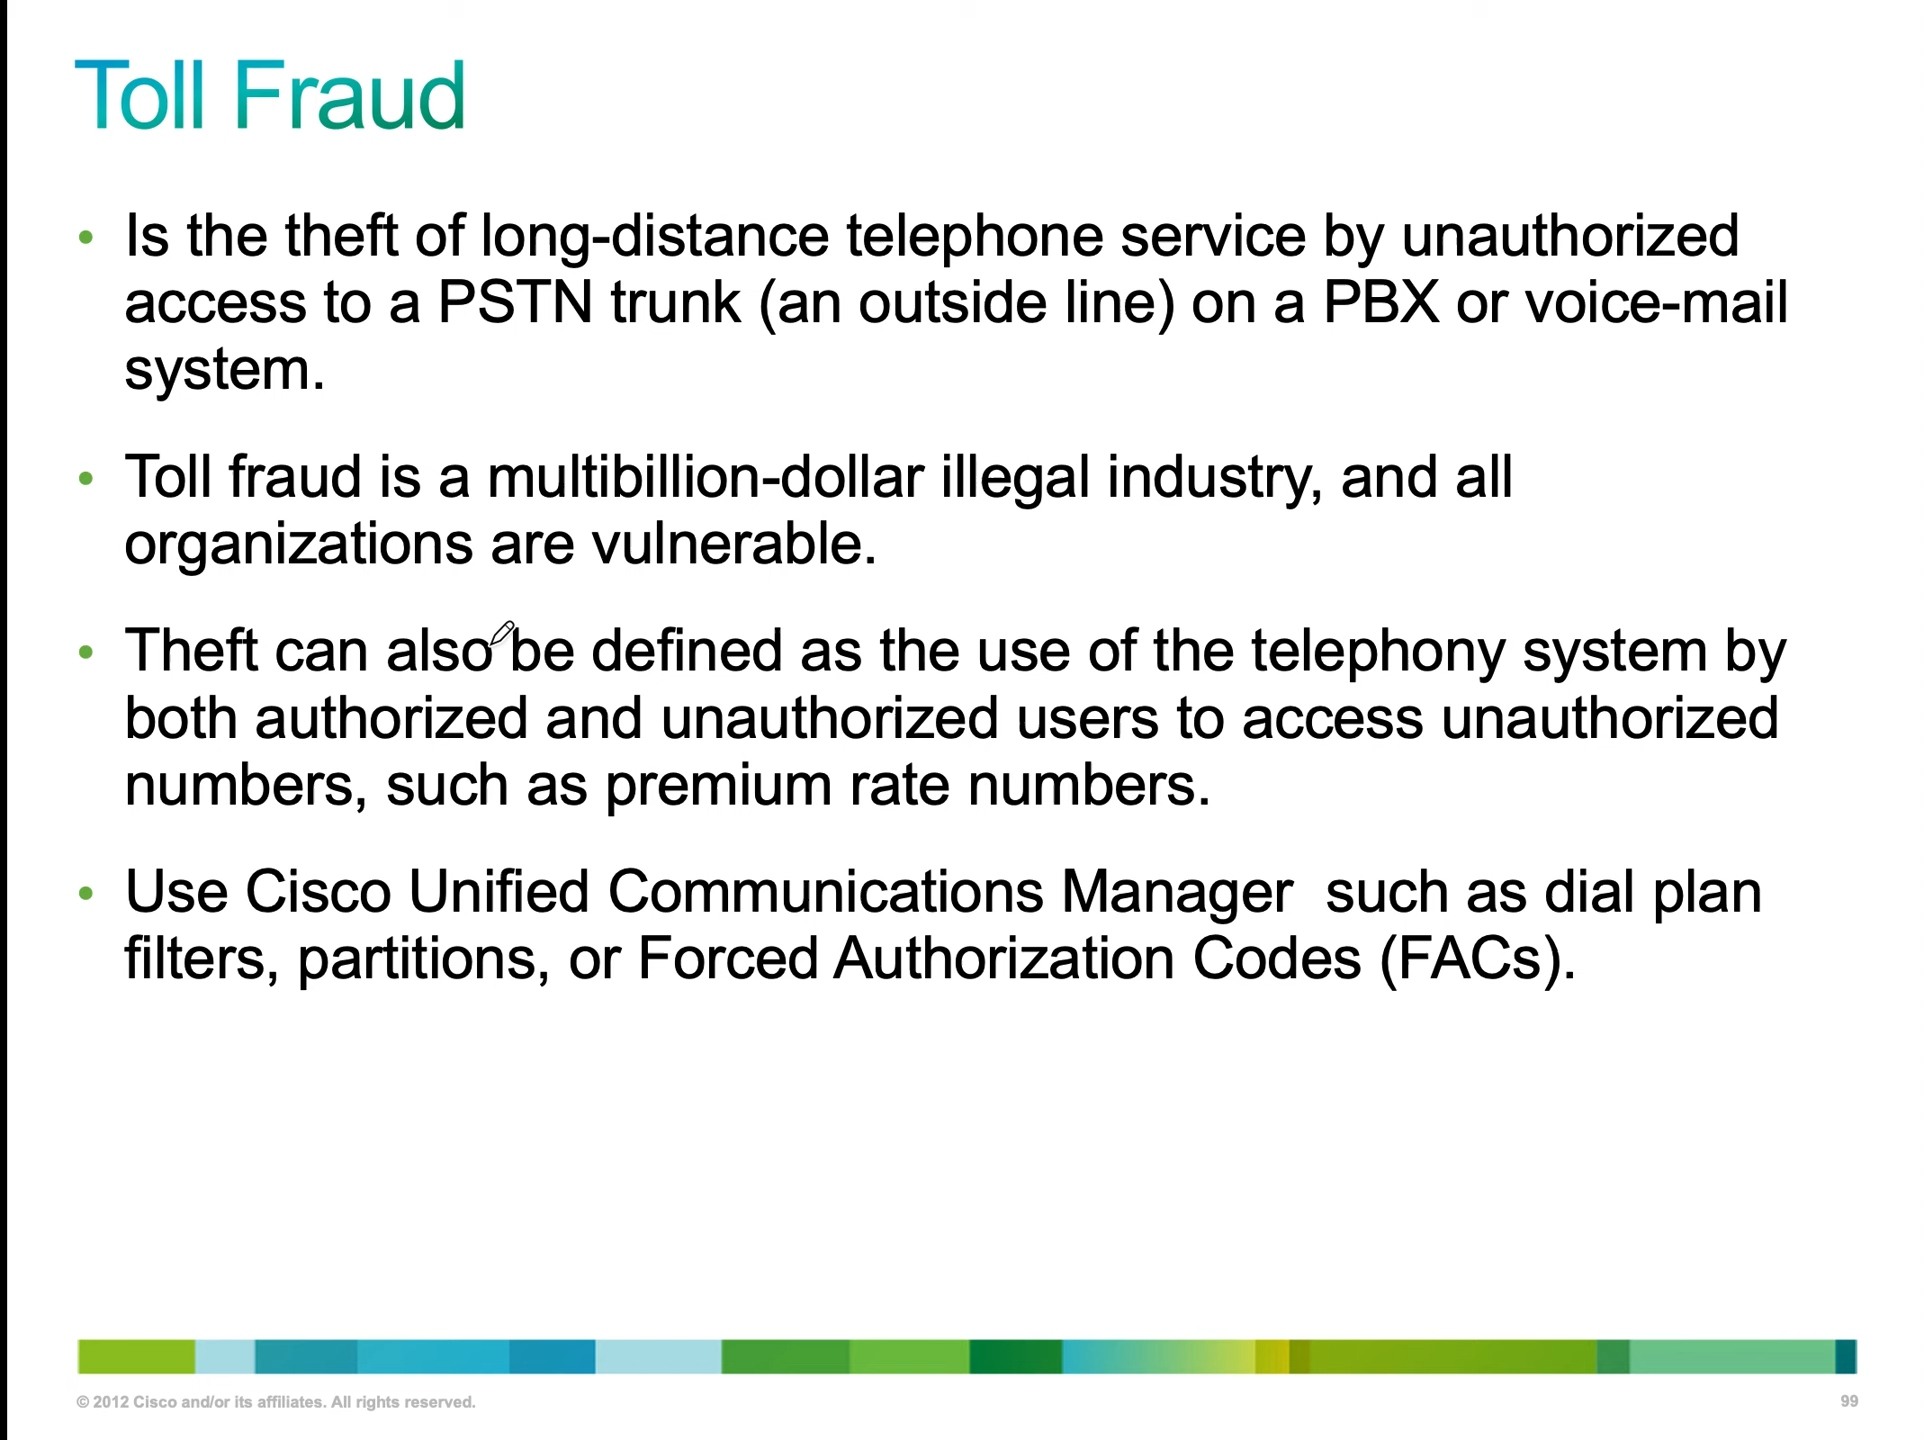 Toll Fraud
• Is the theft of long-distance telephone service by unauthorized
access to a PSTN trunk (an outside line) on a PBX or voice-mail
system.
• Toll fraud is a multibillion-dollar illegal industry, and all
organizations are vulnerable.
• Theft can also be defined as the use of the telephony system by
both authorized and unauthorized users to access unauthorized
numbers, such as premium rate numbers.
• Use Cisco Unified Communications Manager  such as dial plan
filters, partitions, or Forced Authorization Codes (FACs).
© 2012 Cisco and/or its affiliates. All rights reserved.
99